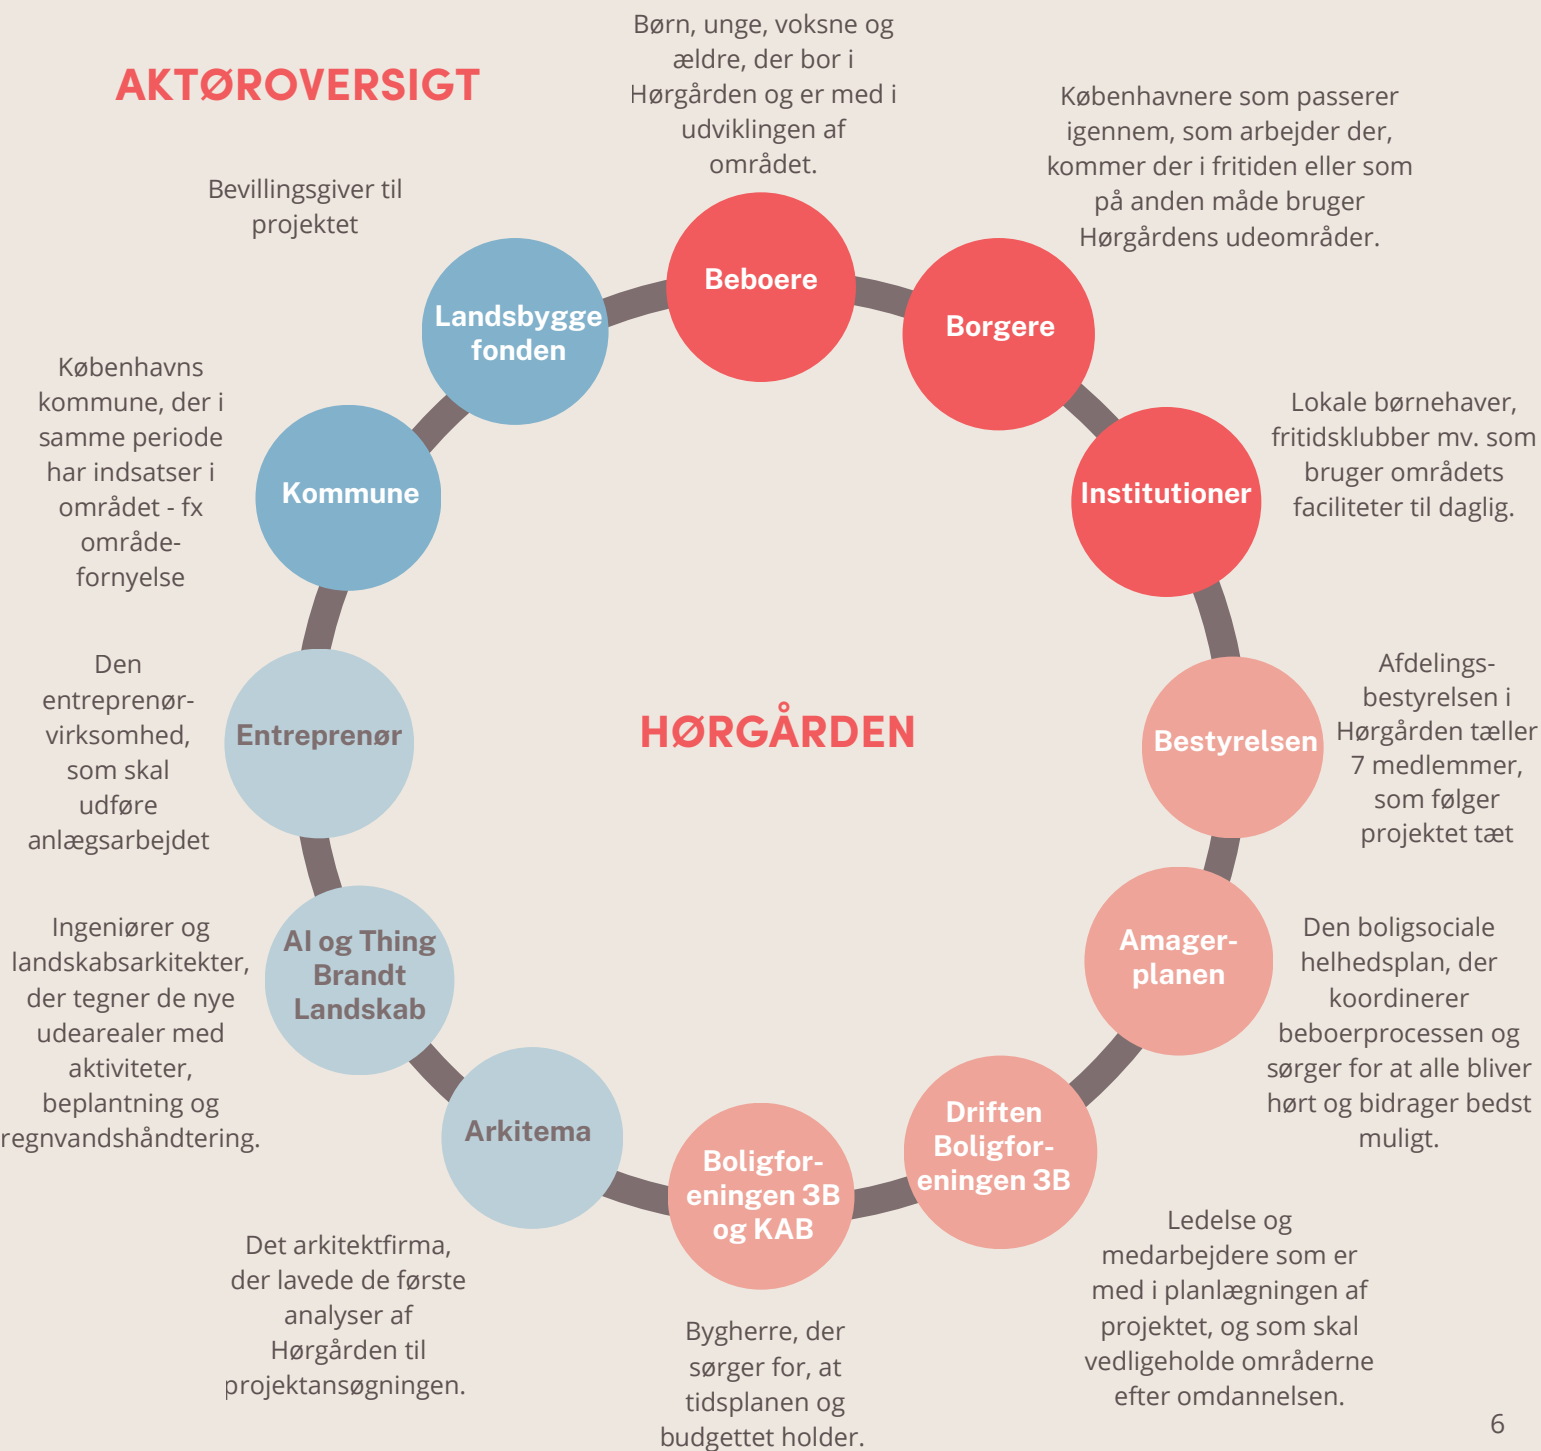 AKTØROVERSIGT
Bevillingsgiver til
projektet
Landsbygge
fonden
Børn, unge, voksne og
ældre, der bor i
Hørgården og er med i
udviklingen af
området.
Beboere
Københavnere som passerer
igennem, som arbejder der,
kommer der i fritiden eller som
på anden måde bruger
Hørgårdens udeområder.
Borgere
Lokale børnehaver,
fritidsklubber mv. som
bruger områdets
faciliteter til daglig.
Institutioner
Afdelings-
bestyrelsen i
Hørgården tæller
7 medlemmer,
som følger
projektet tæt
Bestyrelsen
Den boligsociale
helhedsplan, der
koordinerer
beboerprocessen og
sørger for at alle bliver
hørt og bidrager bedst
muligt.
Amager-
planen
Ledelse og
medarbejdere som er
med i planlægningen af
projektet, og som skal
vedligeholde områderne
efter omdannelsen.
Driften
Boligfor-
eningen 3B
Boligfor-
eningen 3B
og KAB
Bygherre, der
sørger for, at
tidsplanen og
budgettet holder.
Arkitema
Det arkitektfirma,
der lavede de første
analyser af
Hørgården til
projektansøgningen.
AI og Thing
Brandt
Landskab
Ingeniører og
landskabsarkitekter,
der tegner de nye
udearealer med
aktiviteter,
beplantning og
regnvandshåndtering.
Entreprenør
Den
entreprenør-
virksomhed,
som skal
udføre
anlægsarbejdet
Kommune
Københavns
kommune, der i
samme periode
har indsatser i
området - fx
område-
fornyelse
HØRGÅRDEN
6